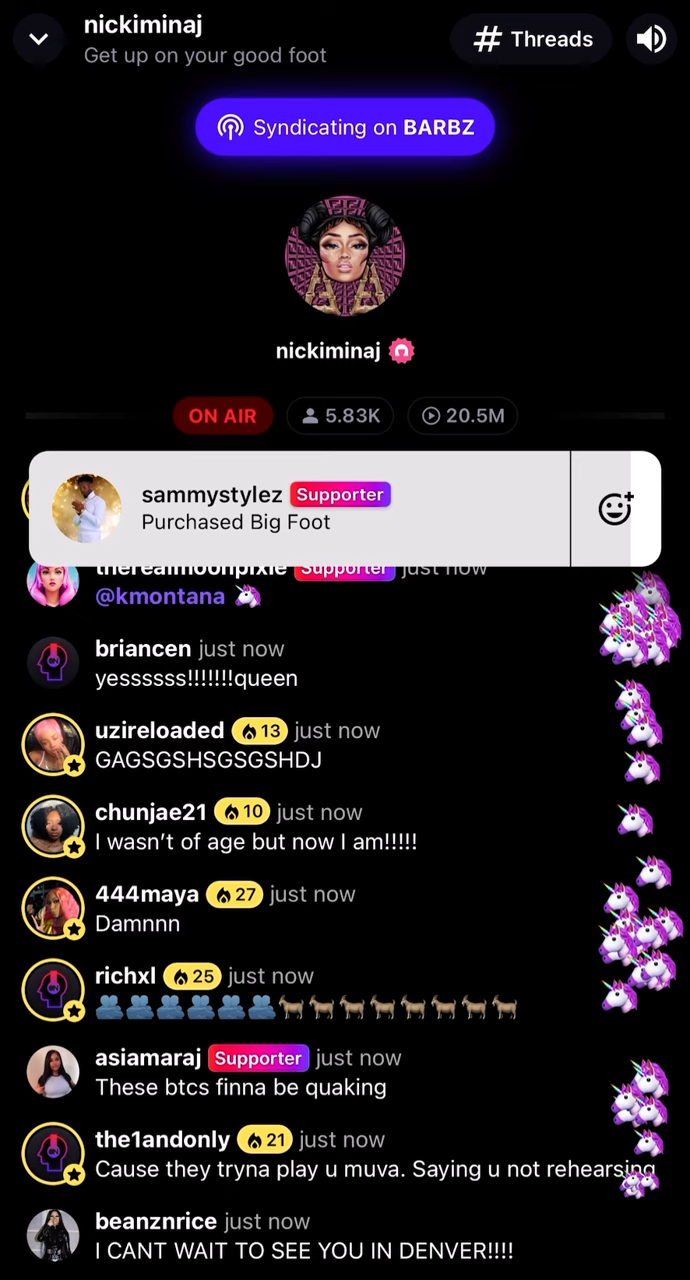 nickiminaj
Get up on your good foot
# Threads
Syndicating on BARBZ
nickiminaj
ON AIR
5.83K
20.5M
sammystylez Supporter
Purchased Big Foot
therealmoonpixie Supporter just now
@kmontana 🦄
briancen just now
yessssss!!!!!!!queen
uzireloaded 🔥13 just now
GAGSGSHSGSGSHDJ
chunjae21 🔥10 just now
I wasn’t of age but now I am!!!!!
444maya 🔥27 just now
Damnnn
richxl 🔥25 just now
🫂🫂🫂🫂🫂🫂🐐🐐🐐🐐🐐🐐🐐🐐
asiamaraj Supporter just now
These btcs finna be quaking
the1andonly 🔥21 just now
Cause they tryna play u muva. Saying u not rehearsing
beanznrice just now
I CANT WAIT TO SEE YOU IN DENVER!!!!